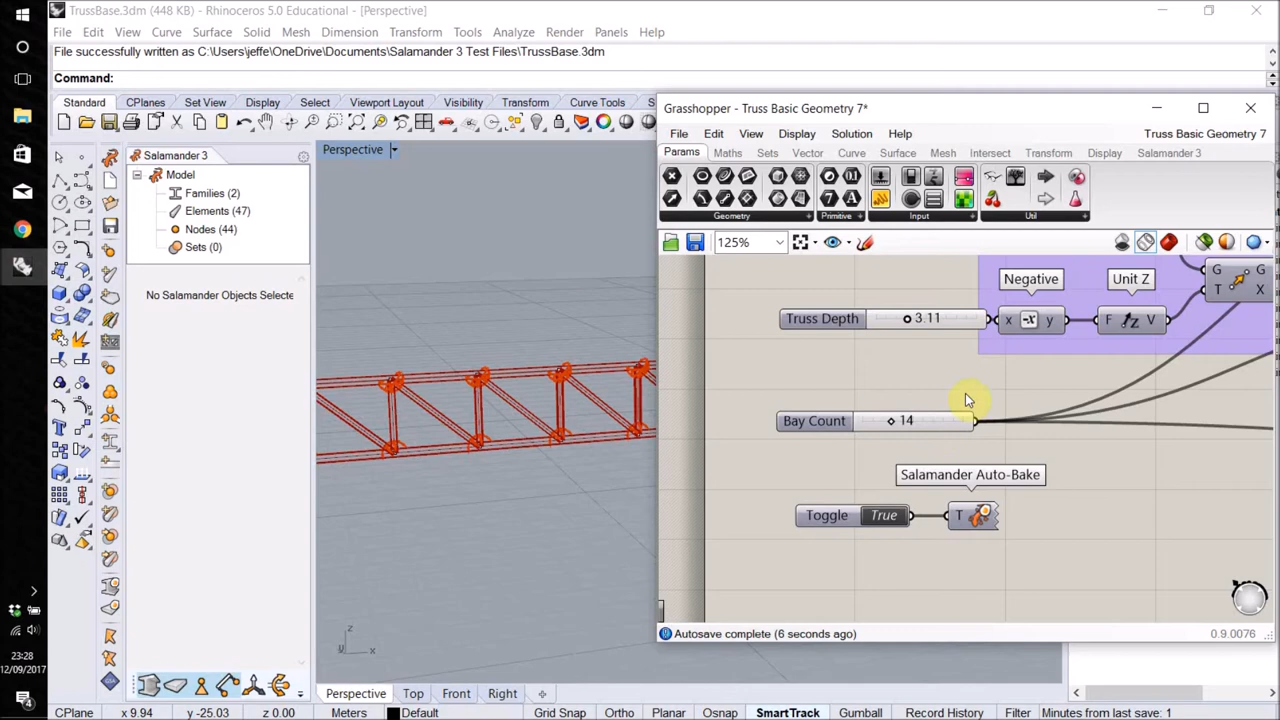 TrussBase.3dm (448 KB) - Rhinoceros 5.0 Educational - [Perspective]
File Edit View Curve Surface Solid Mesh Dimension Transform Tools Analyze Render Panels Help
File successfully written as C:\Users\jeffe\OneDrive\Documents\Salamander 3 Test Files\TrussBase.3dm
Command:
Standard CPlanes Set View Display Select Viewport Layout Visibility Transform Curve Tools
Salamander 3
Model
Families (2)
Elements (47)
Nodes (44)
Sets (0)
No Salamander Objects Selecte
Perspective
Grasshopper - Truss Basic Geometry 7*
File Edit View Display Solution Help Truss Basic Geometry 7
Params Maths Sets Vector Curve Surface Mesh Intersect Transform Display Salamander 3
Geometry Primitive Input Util
125%
Negative Unit Z
G G
T X
Truss Depth 3.11 x -x y F Z V
Bay Count 14
Salamander Auto-Bake
Toggle True T
Autosave complete (6 seconds ago) 0.9.0076
z
y x
23:28
12/09/2017
4
Perspective Top Front Right
CPlane x 9.94 y -25.03 z 0.00 Meters Default Grid Snap Ortho Planar Osnap SmartTrack Gumball Record History Filter Minutes from last save: 1